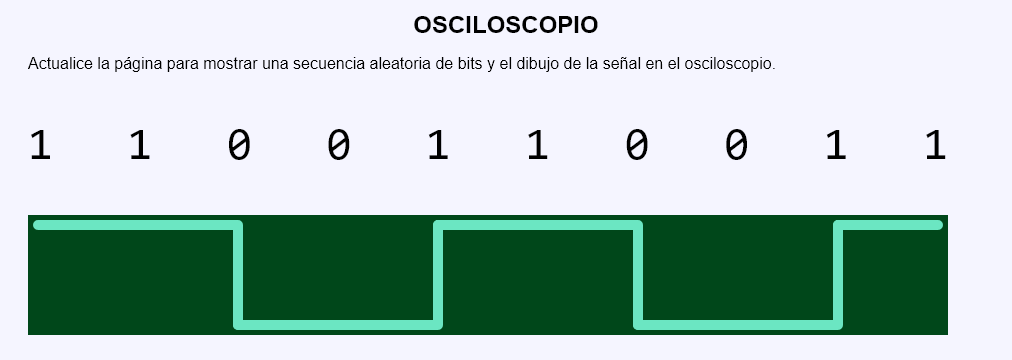 OSCILOSCOPIO
Actualice la página para mostrar una secuencia aleatoria de bits y el dibujo de la señal en el osciloscopio.
1 1 0 0 1 1 0 0 1 1